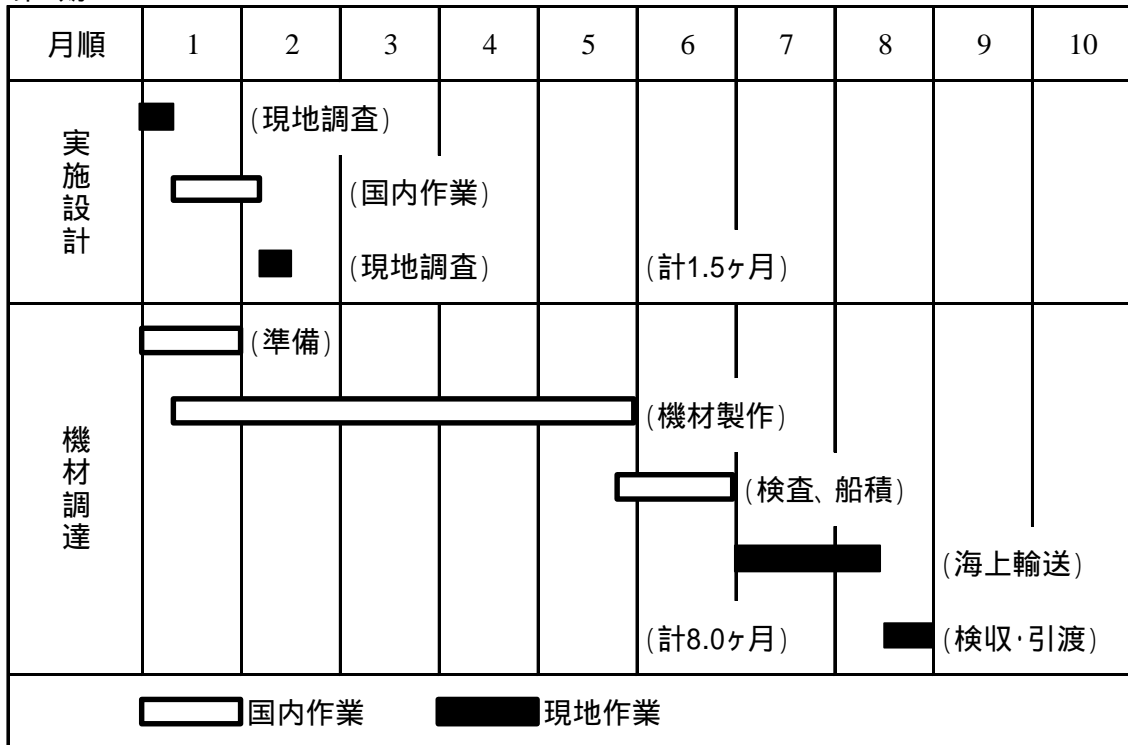 月順 1 2 3 4 5 6 7 8 9 10
実施設計
(現地調査)
(国内作業)
(現地調査) (計1.5ヶ月)
機材調達
(準備)
(機材製作)
(検査、船積)
(海上輸送)
(計8.0ヶ月) (検収・引渡)
国内作業 現地作業